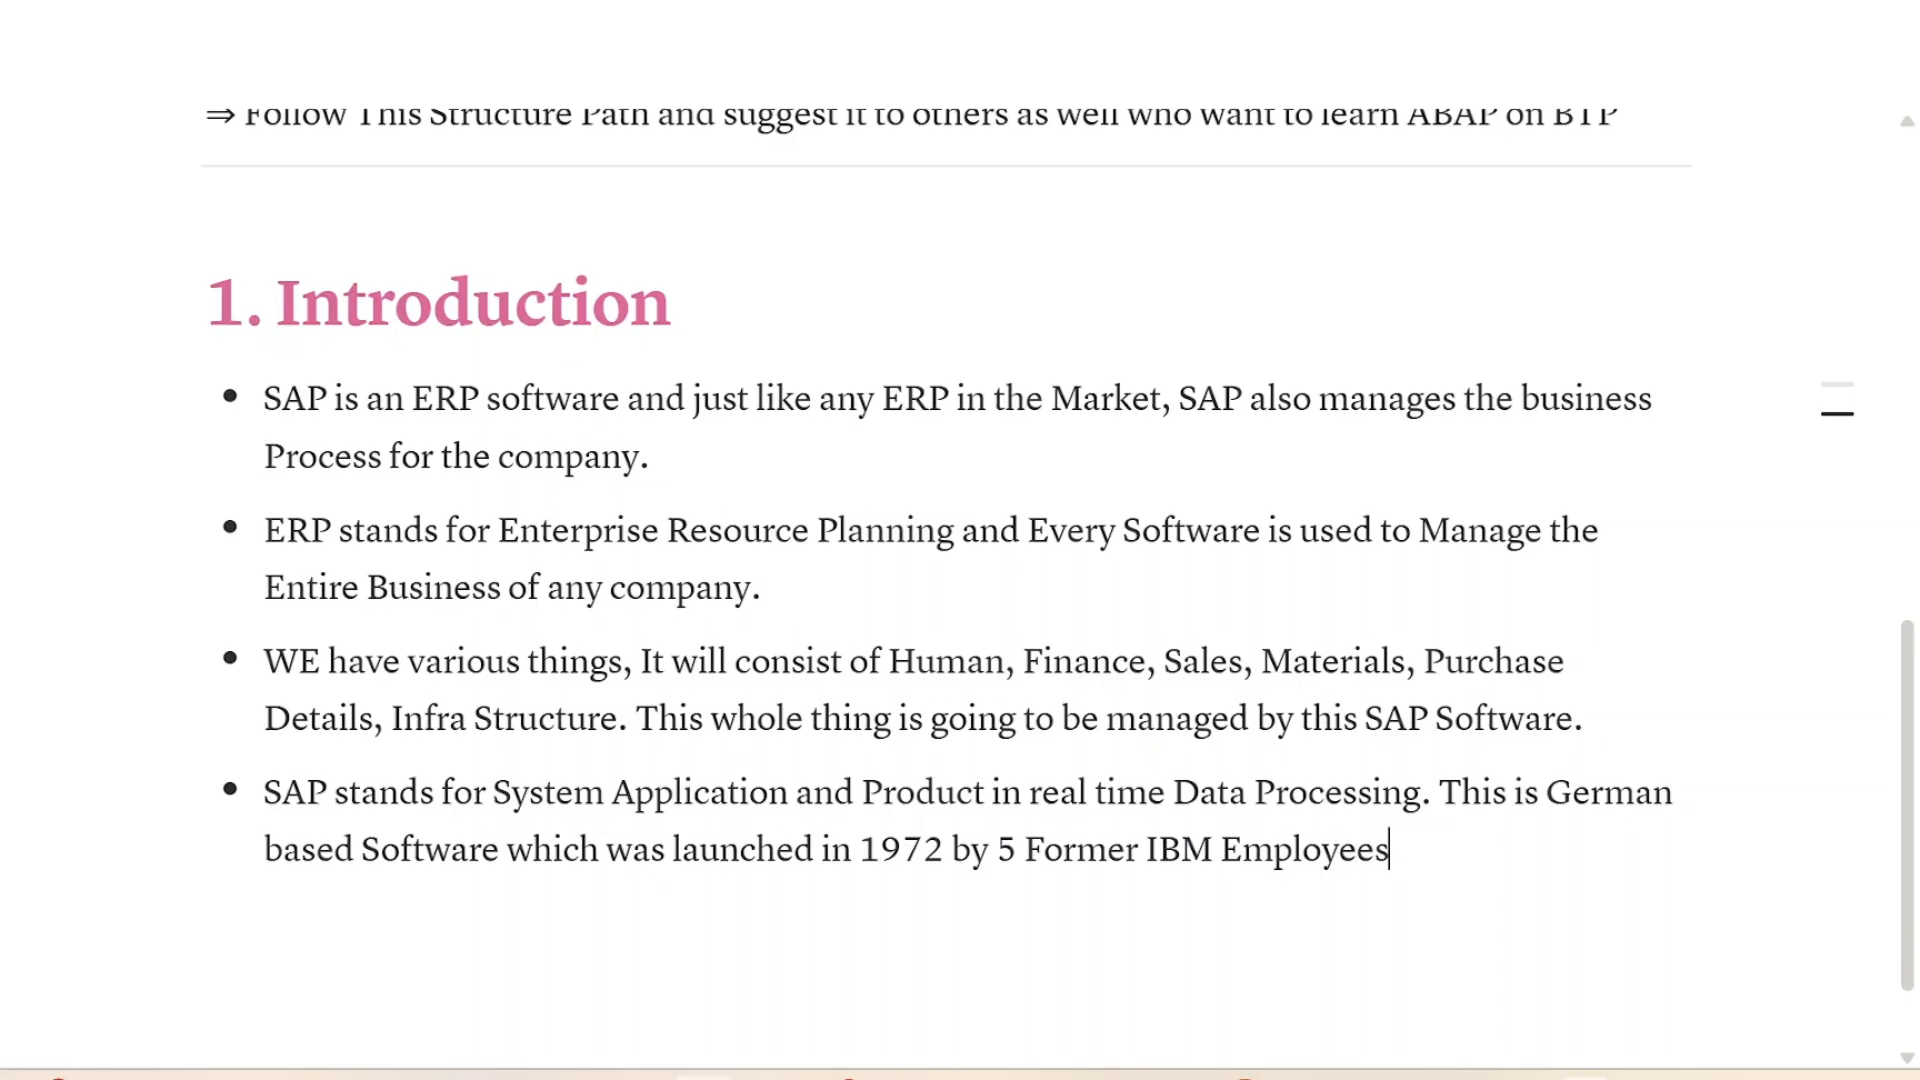 ⇒ Follow This Structure Path and suggest it to others as well who want to learn ABAP on BTP
1. Introduction
• SAP is an ERP software and just like any ERP in the Market, SAP also manages the business
Process for the company.
• ERP stands for Enterprise Resource Planning and Every Software is used to Manage the
Entire Business of any company.
• WE have various things, It will consist of Human, Finance, Sales, Materials, Purchase
Details, Infra Structure. This whole thing is going to be managed by this SAP Software.
• SAP stands for System Application and Product in real time Data Processing. This is German
based Software which was launched in 1972 by 5 Former IBM Employees